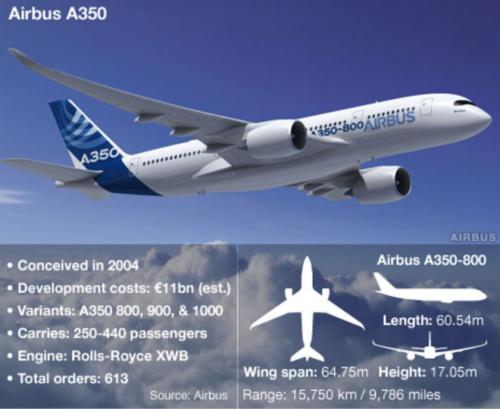 Airbus A350
A350-800 AIRBUS
A350
AIRBUS
• Conceived in 2004
• Development costs: €11bn (est.)
• Variants: A350 800, 900, & 1000
• Carries: 250-440 passengers
• Engine: Rolls-Royce XWB
• Total orders: 613
Source: Airbus
Airbus A350-800
Length: 60.54m
Wing span: 64.75m Height: 17.05m
Range: 15,750 km / 9,786 miles